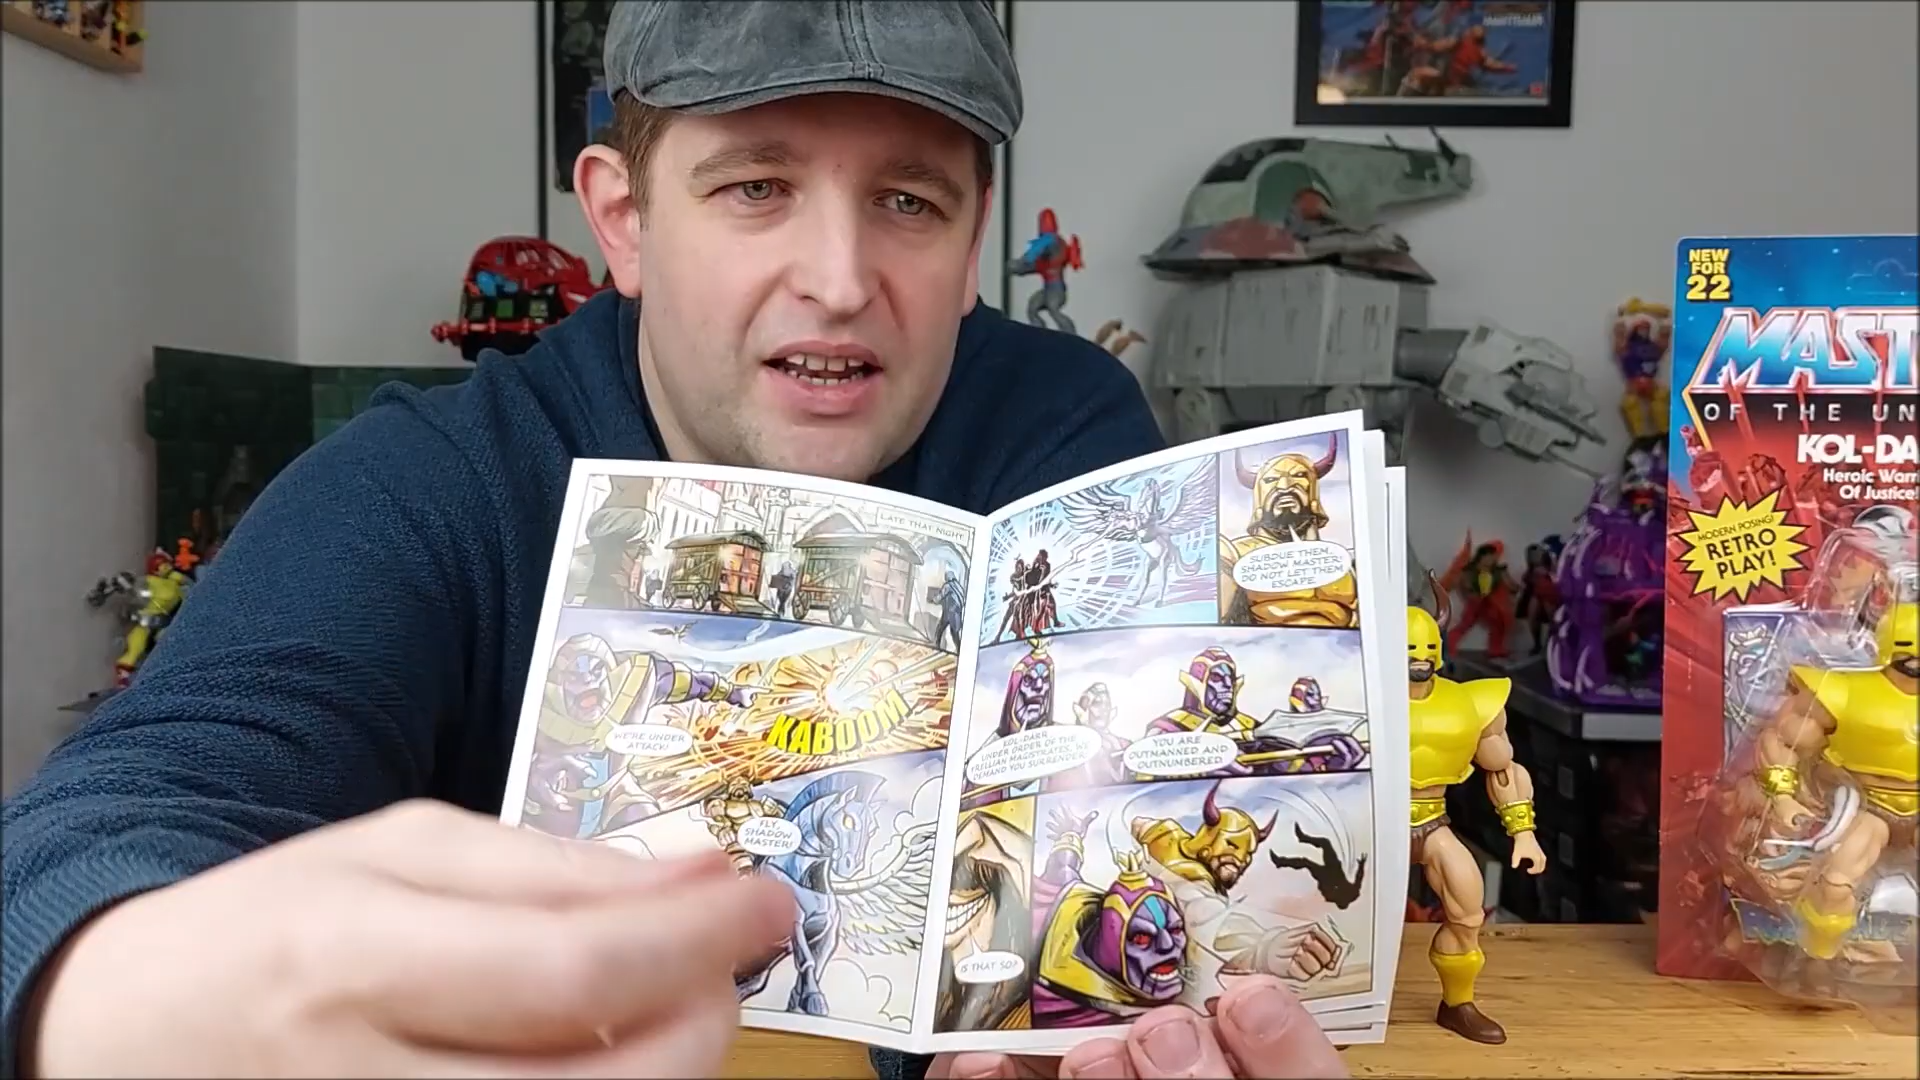 LATE THAT NIGHT
WE'RE UNDER
ATTACK!
KABOOM
FLY,
SHADOW
MASTER!
SUBDUE THEM,
SHADOW MASTER!
DO NOT LET THEM
ESCAPE.
KOL-DARR,
UNDER ORDER OF THE
TRELLIAN MAGISTRATES, WE
DEMAND YOU SURRENDER.
YOU ARE
OUTMANNED AND
OUTNUMBERED.
IS THAT SO?
NEW
FOR
22
MAST
OF THE UN
KOL-DA
Heroic Warr
Of Justice!
MODERN POSING!
RETRO
PLAY!